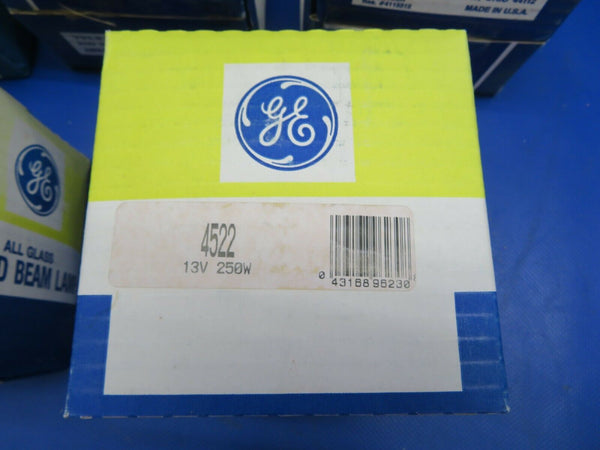 MADE IN U.S.A.
GE
GE
ALL GLASS
D BEAM LAM
4522
13V 250W
0 43168 96230